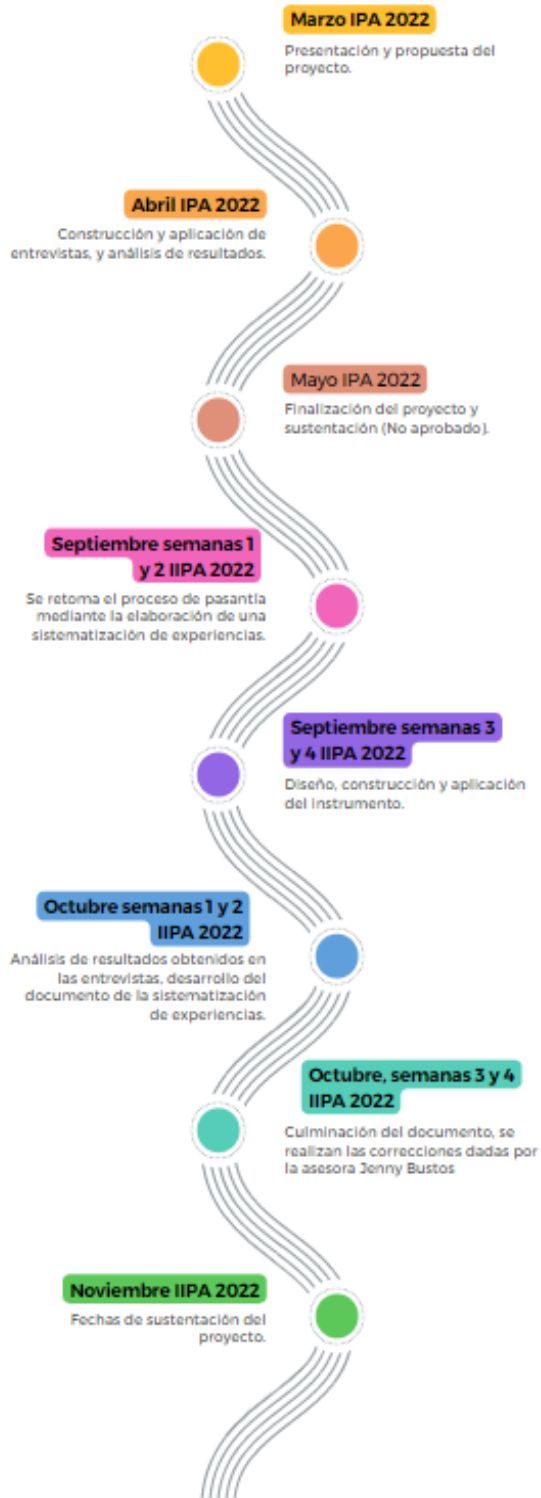 Marzo IPA 2022
Presentación y propuesta del
proyecto.
Abril IPA 2022
Construcción y aplicación de
entrevistas, y análisis de resultados.
Mayo IPA 2022
Finalización del proyecto y
sustentación (No aprobado).
Septiembre semanas 1
y 2 IIPA 2022
Se retoma el proceso de pasantía
mediante la elaboración de una
sistematización de experiencias.
Septiembre semanas 3
y 4 IIPA 2022
Diseño, construcción y aplicación
del instrumento.
Octubre semanas 1 y 2
IIPA 2022
Análisis de resultados obtenidos en
las entrevistas, desarrollo del
documento de la sistematización
de experiencias.
Octubre, semanas 3 y 4
IIPA 2022
Culminación del documento, se
realizan las correcciones dadas por
la asesora Jenny Bustos
Noviembre IIPA 2022
Fechas de sustentación del
proyecto.